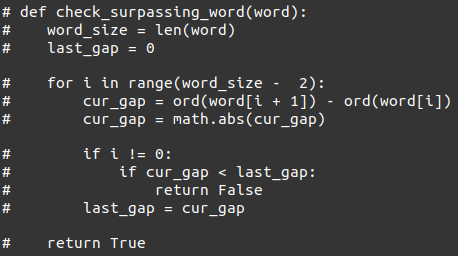 # def check_surpassing_word(word):
#     word_size = len(word)
#     last_gap = 0
#     for i in range(word_size -  2):
#         cur_gap = ord(word[i + 1]) - ord(word[i])
#         cur_gap = math.abs(cur_gap)
#         if i != 0:
#             if cur_gap < last_gap:
#                 return False
#         last_gap = cur_gap
#     return True